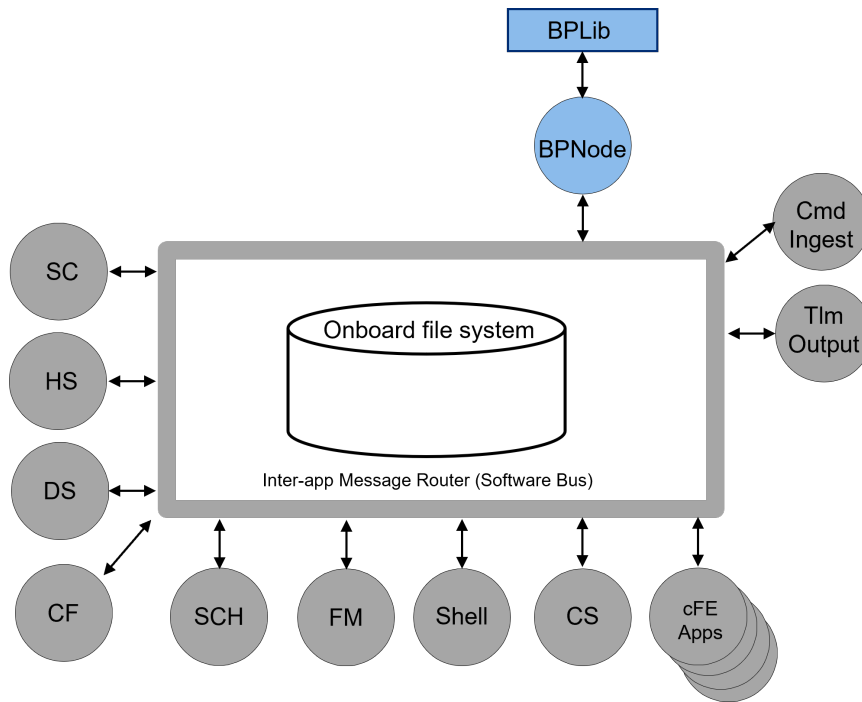 BPLib
BPNode
Cmd
Ingest
SC
Tlm
Output
Onboard file system
HS
DS
Inter-app Message Router (Software Bus)
CF
SCH
FM
Shell
CS
cFE
Apps